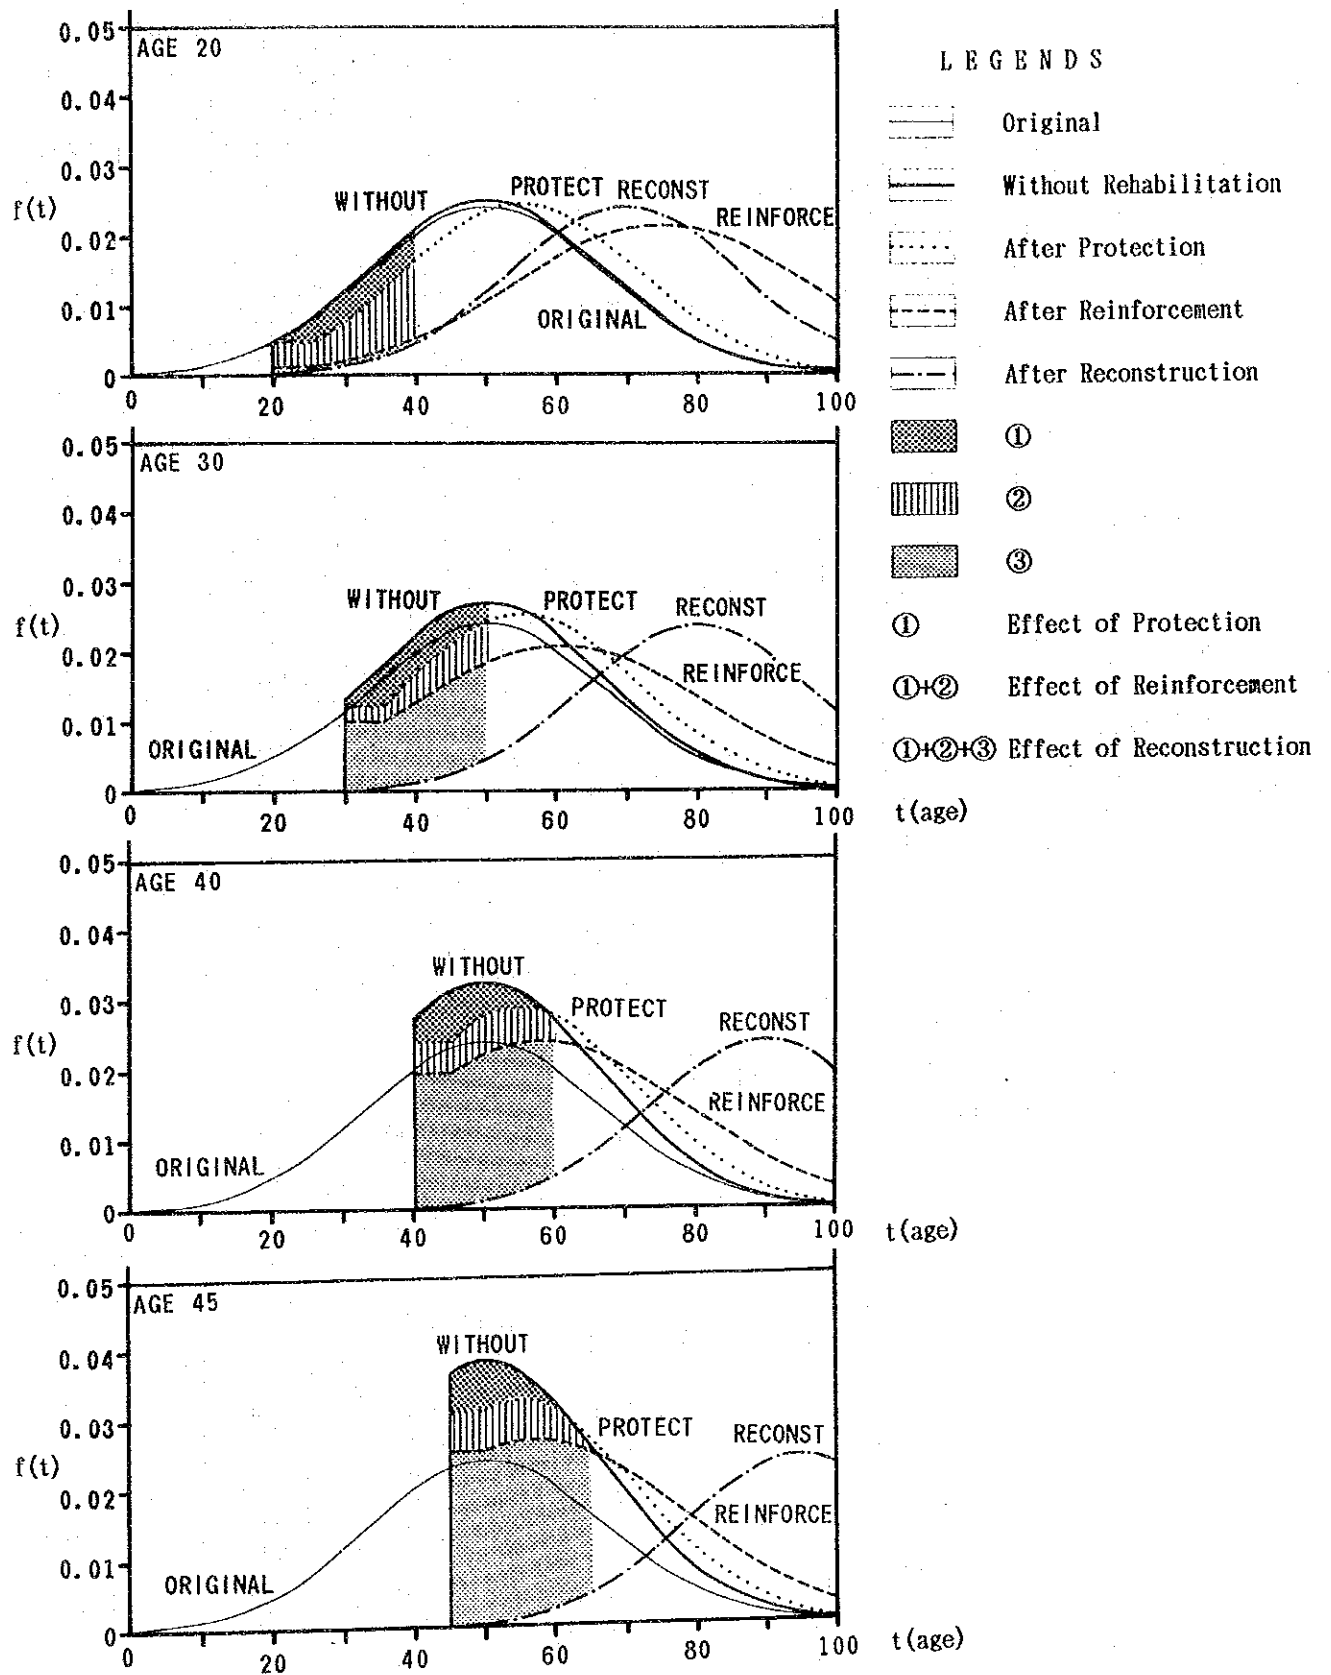 0.05
AGE 20
0.04
0.03
f(t)
0.02
0.01
0
WITHOUT
PROTECT
RECONST
REINFORCE
ORIGINAL
0 20 40 60 80 100
0.05
AGE 30
0.04
0.03
f(t)
0.02
0.01
0
WITHOUT
PROTECT
RECONST
REINFORCE
ORIGINAL
0 20 40 60 80 100 t(age)
0.05
AGE 40
0.04
0.03
f(t)
0.02
0.01
0
WITHOUT
PROTECT
RECONST
REINFORCE
ORIGINAL
0 20 40 60 80 100 t(age)
0.05
AGE 45
0.04
0.03
f(t)
0.02
0.01
0
WITHOUT
PROTECT
RECONST
REINFORCE
ORIGINAL
0 20 40 60 80 100 t(age)
LEGENDS
Original
Without Rehabilitation
After Protection
After Reinforcement
After Reconstruction
①
②
③
① Effect of Protection
①+② Effect of Reinforcement
①+②+③ Effect of Reconstruction